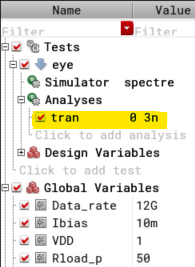 Name Value
Filter Filter
Tests
eye
Simulator spectre
Analyses
tran 0 3n
Click to add analysis
Design Variables
Click to add test
Global Variables
Data_rate 12G
Ibias 10m
VDD 1
Rload_p 50